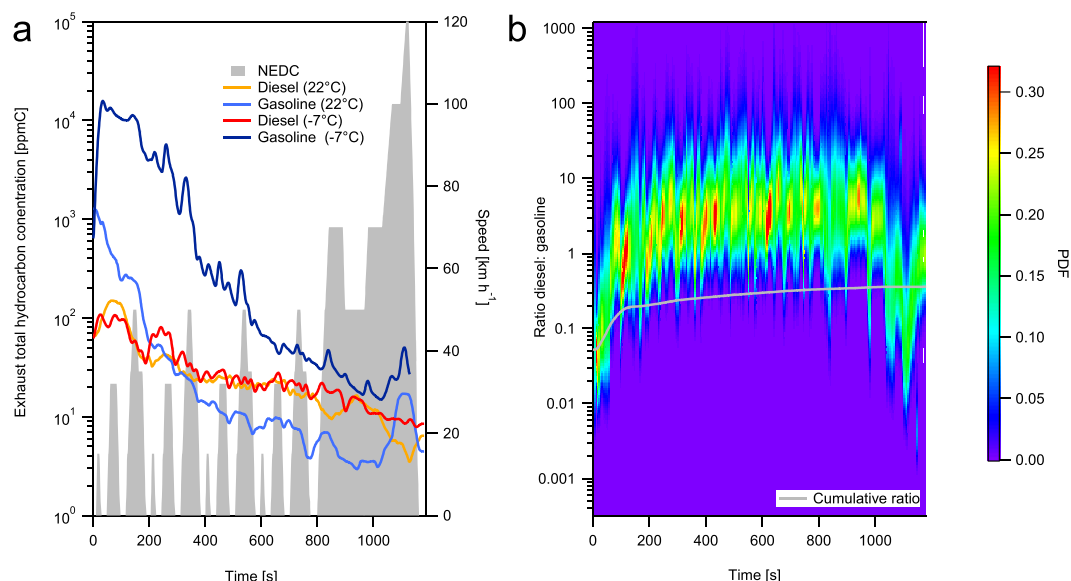 a
Exhaust total hydrocarbon concentration [ppmC]
10^5
10^4
10^3
10^2
10^1
10^0
NEDC
Diesel (22°C)
Gasoline (22°C)
Diesel (-7°C)
Gasoline (-7°C)
120
100
80
60
40
20
0
Speed [km h^-1]
0 200 400 600 800 1000
Time [s]
b
Ratio diesel: gasoline
1000
100
10
1
0.1
0.01
0.001
Cumulative ratio
0 200 400 600 800 1000
Time [s]
0.30
0.25
0.20
0.15
0.10
0.05
0.00
PDF